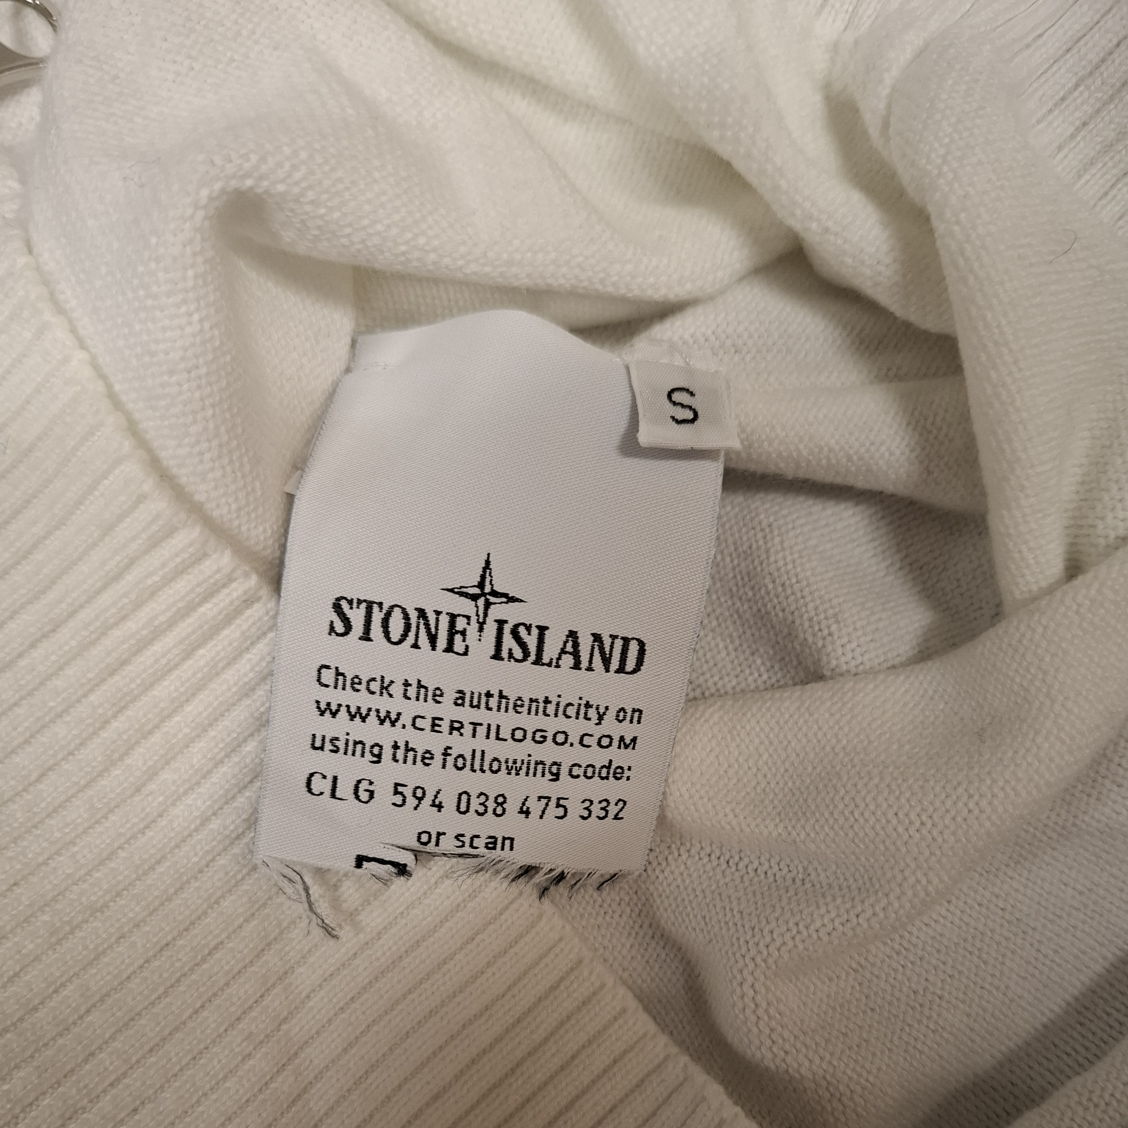 S
STONE ISLAND
Check the authenticity on
WWW.CERTILOGO.COM
using the following code:
CLG 594 038 475 332
or scan